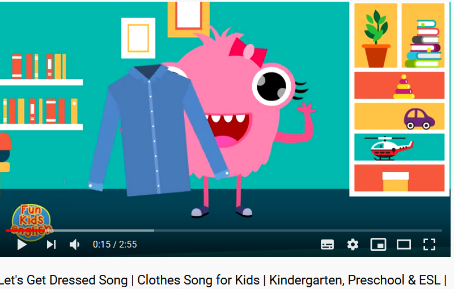 Fun
Kids
English
0:15 / 2:55
Let's Get Dressed Song | Clothes Song for Kids | Kindergarten, Preschool & ESL |